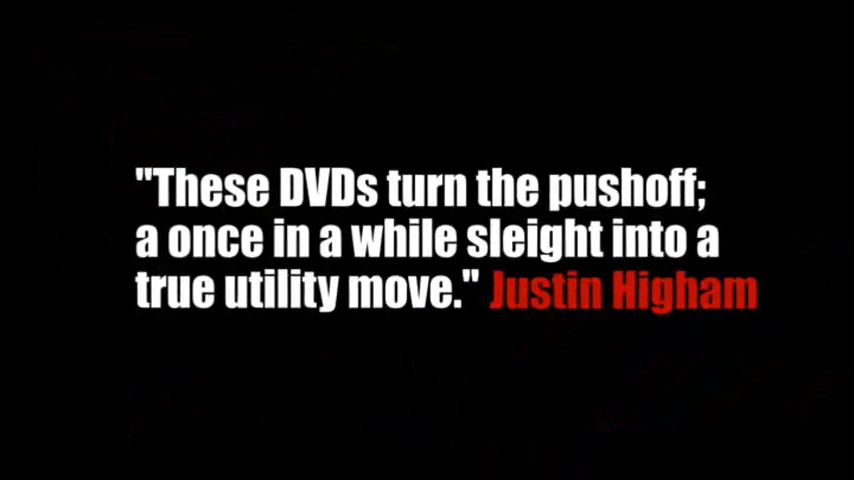 "These DVDs turn the pushoff;
a once in a while sleight into a
true utility move." Justin Higham